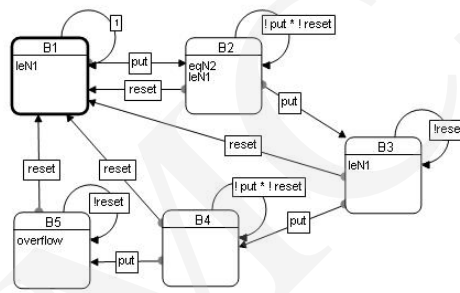 1
B1
leN1
put
reset
B2
eqN2
leN1
! put * ! reset
put
reset
B3
leN1
!reset
reset
reset
!reset
B5
overflow
put
B4
! put * ! reset
put